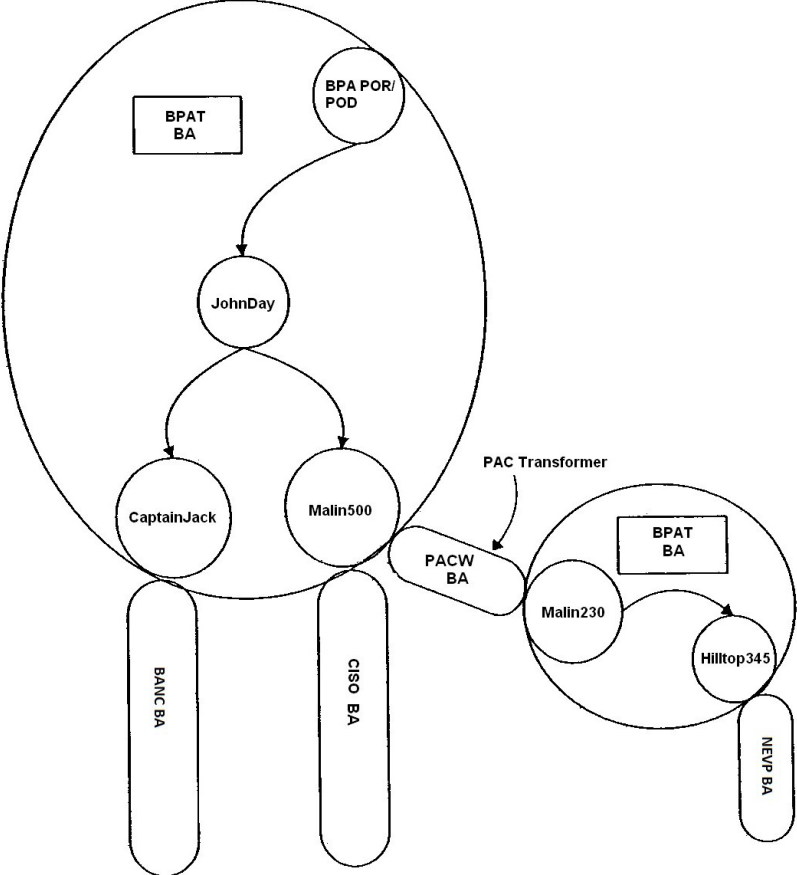 BPA POR/
POD
BPAT
BA
JohnDay
PAC Transformer
CaptainJack
Malin500
BPAT
BA
PACW
BA
Malin230
Hilltop345
BANC BA
CISO BA
NEVP BA